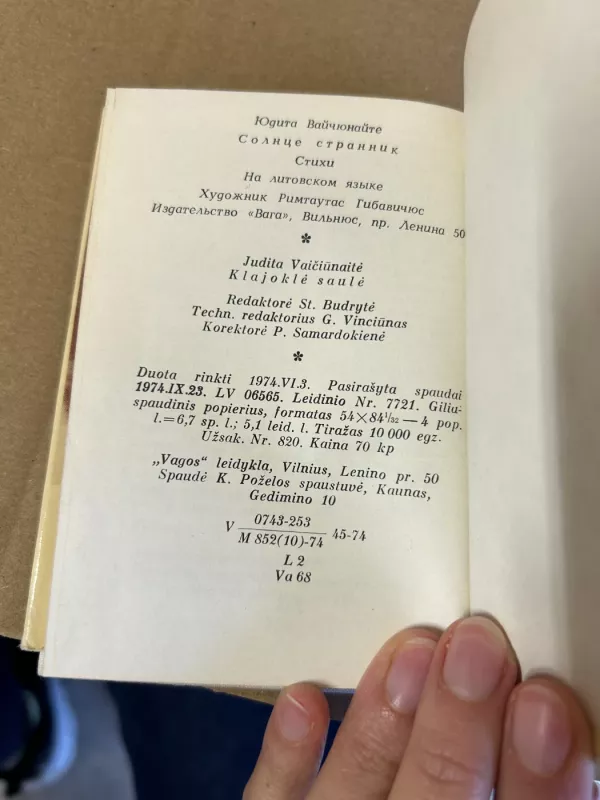 Юдита Вайчюнайте
Солнце странник
Стихи
На литовском языке
Художник Римтаутас Гибавичюс
Издательство «Вага», Вильнюс, пр. Ленина 50
*
Judita Vaičiūnaitė
Klajoklė saulė
Redaktorė St. Budrytė
Techn. redaktorius G. Vinciūnas
Korektorė P. Samardokienė
*
Duota rinkti 1974.VI.3. Pasirašyta spaudai
1974.IX.23. LV 06565. Leidinio Nr. 7721. Gilia-
spaudinis popierius, formatas 54×84¹/₃₂—4 pop.
l.=6,7 sp. l.; 5,1 leid. l. Tiražas 10 000 egz.
Užsak. Nr. 820. Kaina 70 kp
„Vagos" leidykla, Vilnius, Lenino pr. 50
Spaudė K. Poželos spaustuvė, Kaunas,
Gedimino 10
V 0743-253
M 852(10)-74 45-74
L 2
Va 68